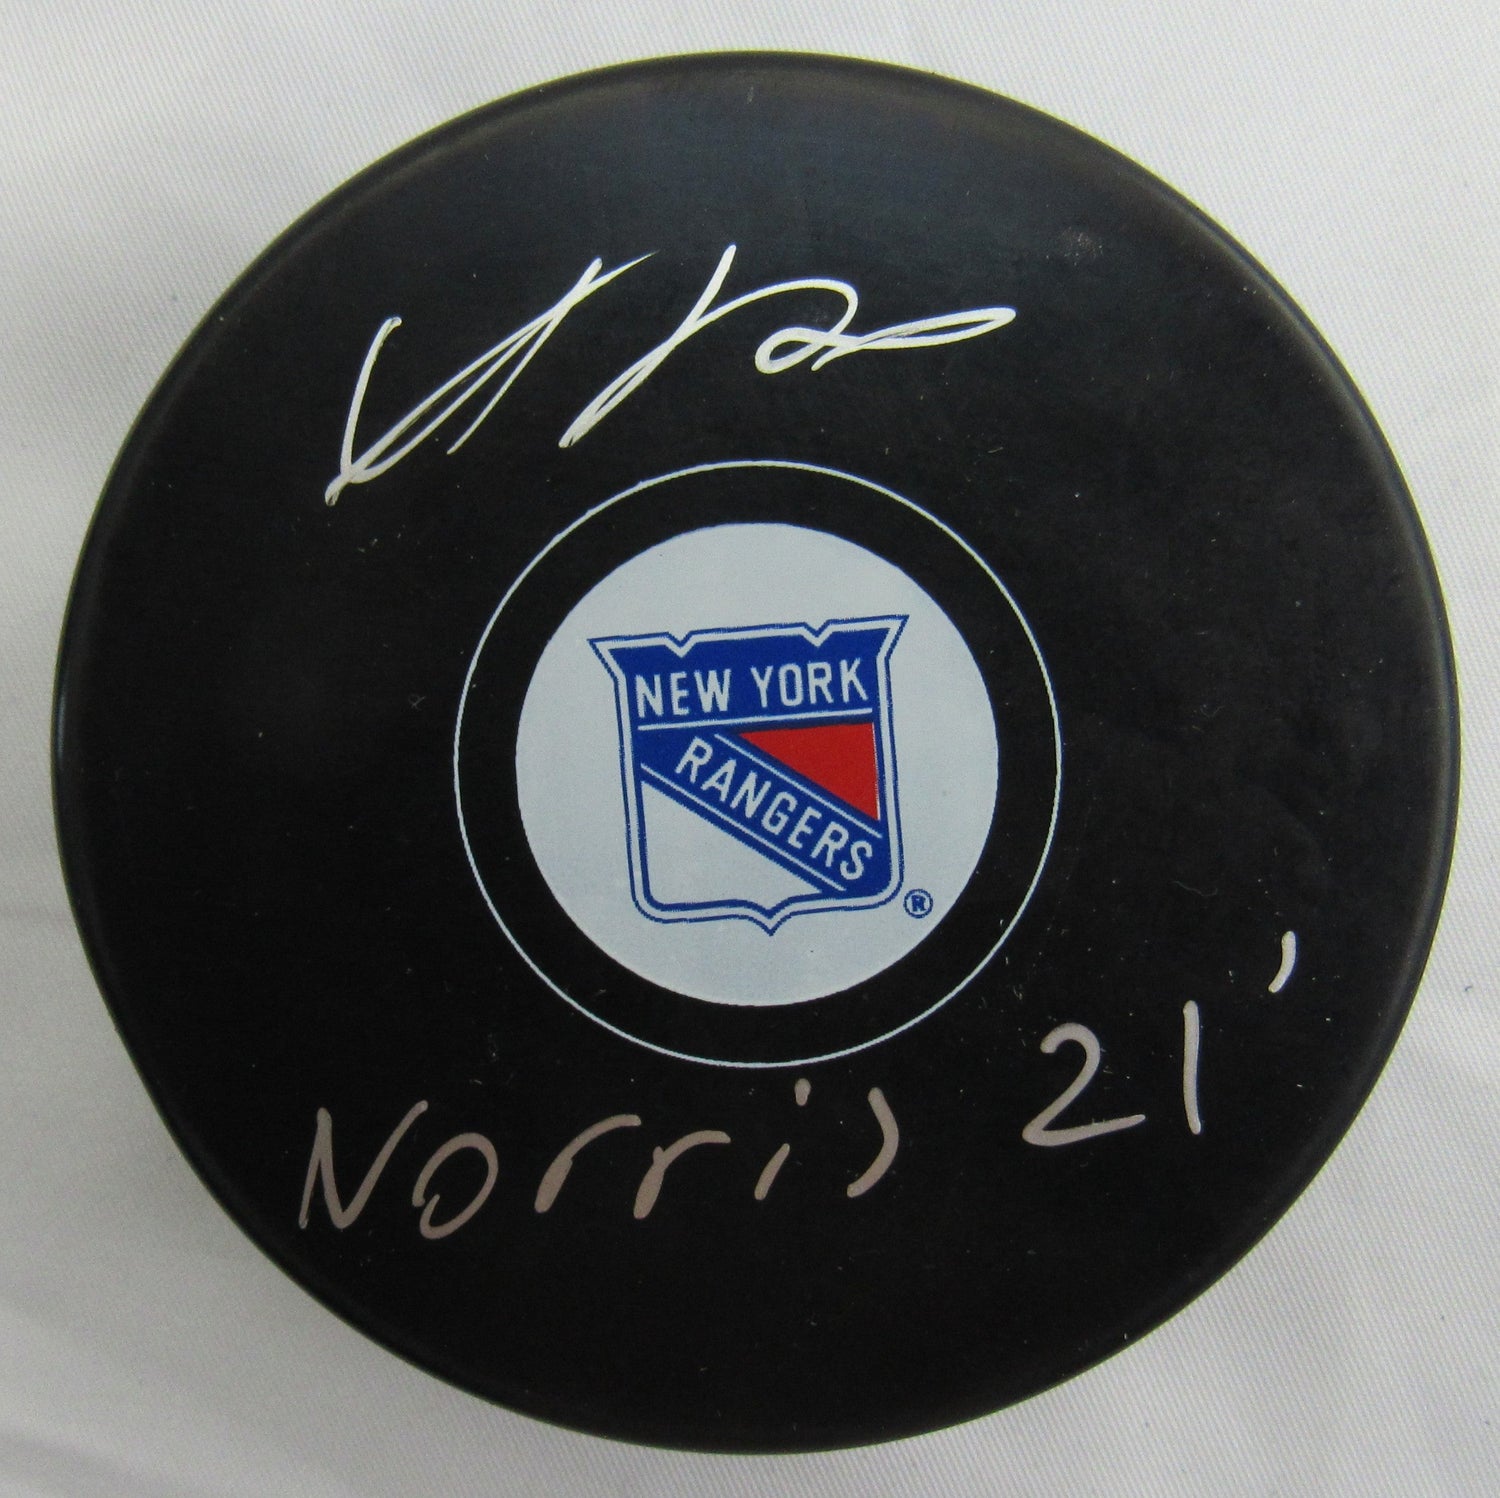 NEW YORK
RANGERS
®
Norris 21'